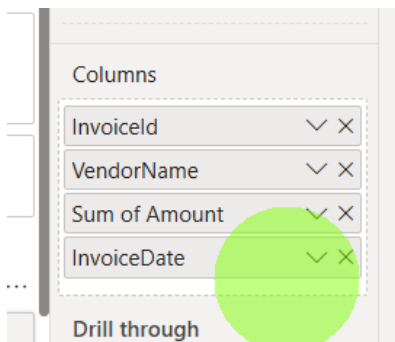 Columns
InvoiceId
VendorName
Sum of Amount
InvoiceDate
...
Drill through